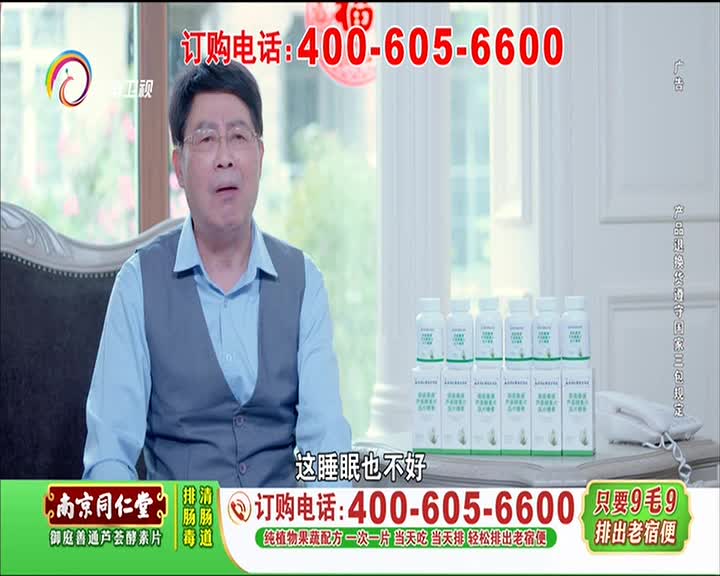 订购电话:400-605-6600
福
卫视
广告
产品退换货遵守国家三包规定
这睡眠也不好
南京同仁堂
御庭善通芦荟酵素片
排肠毒
清肠道
订购电话:400-605-6600
纯植物果蔬配方 一次一片 当天吃 当天排 轻松排出老宿便
只要9毛9
排出老宿便